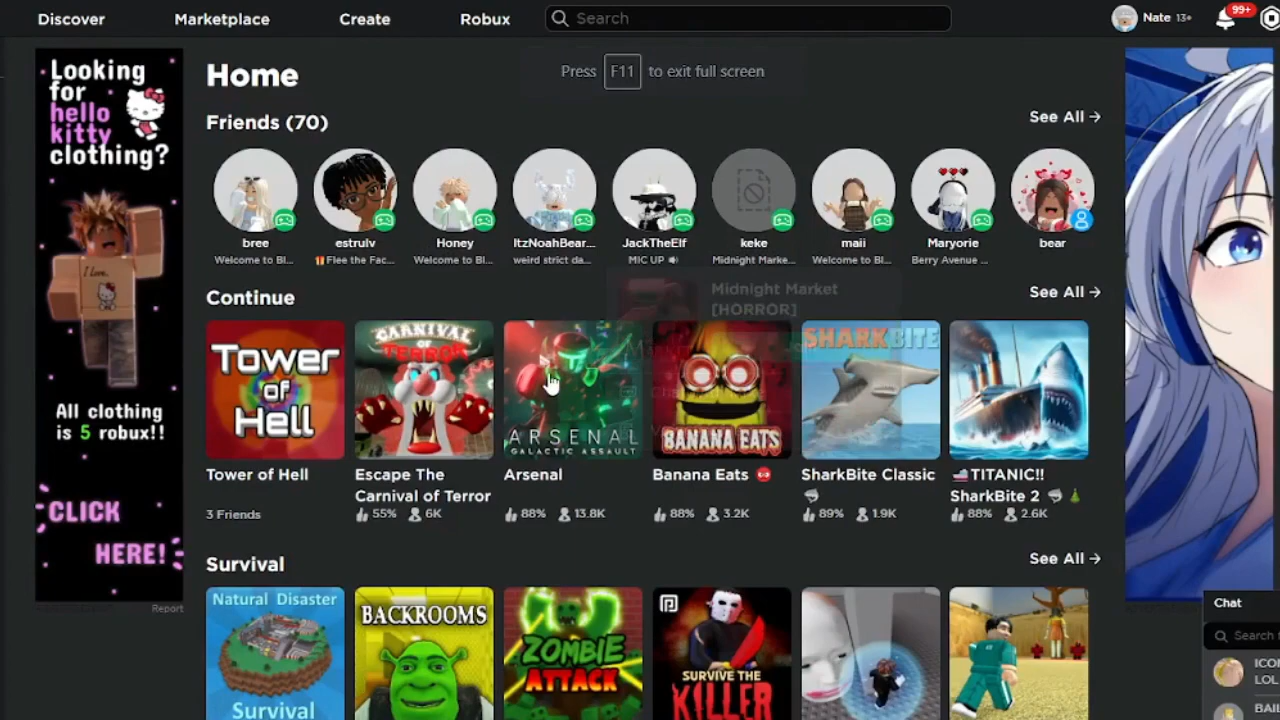 Discover
Marketplace
Create
Robux
Search
Nate 13+
99+
Looking
for
hello
kitty
clothing?
I Love..
All clothing
is 5 robux!!
CLICK
HERE!
Report
Home
Press F11 to exit full screen
Friends (70)
See All →
bree
Welcome to Bl...
estrulv
🎁Flee the Fac...
Honey
Welcome to Bl...
ItzNoahBear...
weird strict da...
JackTheElf
MIC UP 🔊
keke
Midnight Marke...
maii
Welcome to Bl...
Maryorie
Berry Avenue ...
bear
Midnight Market
[HORROR]
Continue
See All →
Tower
of
Hell
CARNIVAL
OF
TERROR
ARSENAL
GALACTIC ASSAULT
BANANA EATS
SHARKBITE
Tower of Hell
3 Friends
Escape The
Carnival of Terror
55% 6K
Arsenal
88% 13.8K
Banana Eats
88% 3.2K
SharkBite Classic
89% 1.9K
🚢TITANIC!!
SharkBite 2 🦈🎄
88% 2.6K
Survival
See All →
Natural Disaster
Survival
BACKROOMS
ZOMBIE
ATTACK
SURVIVE THE
KILLER
Chat
Search
ICO
LOL
BAIL